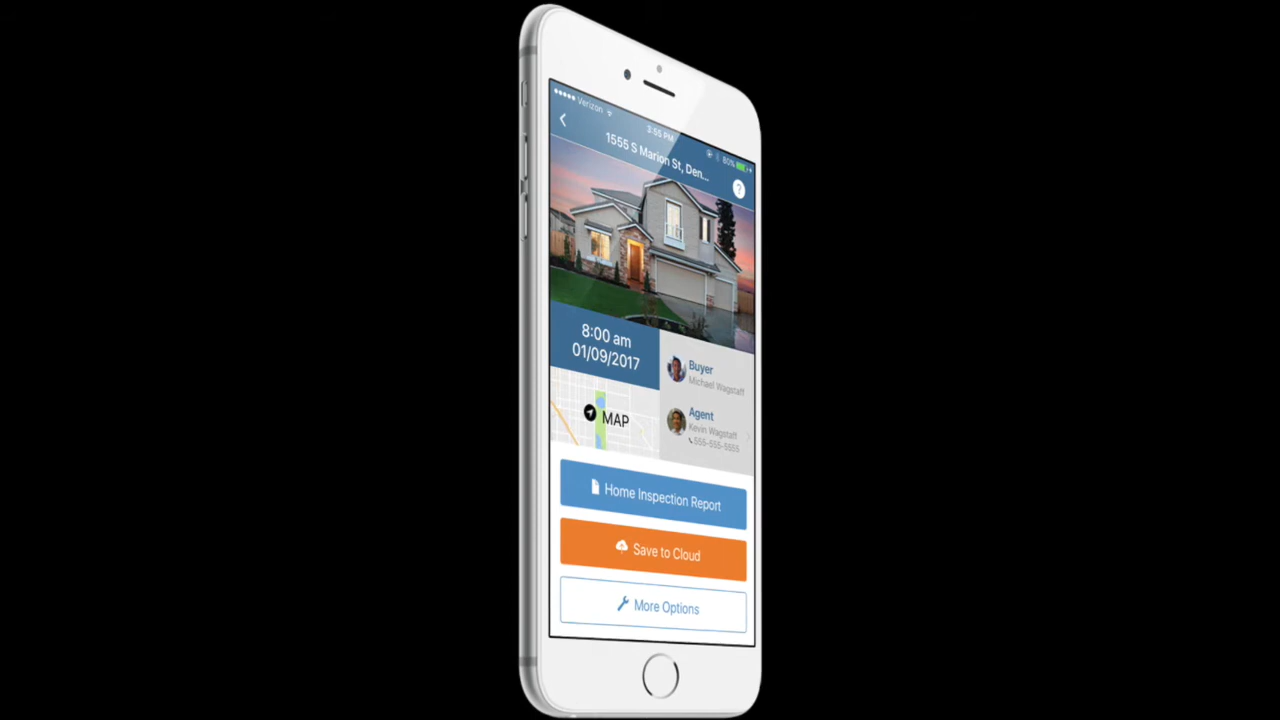 Verizon
3:55 PM
80%
1555 S Marion St, Den...
?
8:00 am
01/09/2017
MAP
Buyer
Michael Wagstaff
Agent
Kevin Wagstaff
555-555-5555
Home Inspection Report
Save to Cloud
More Options